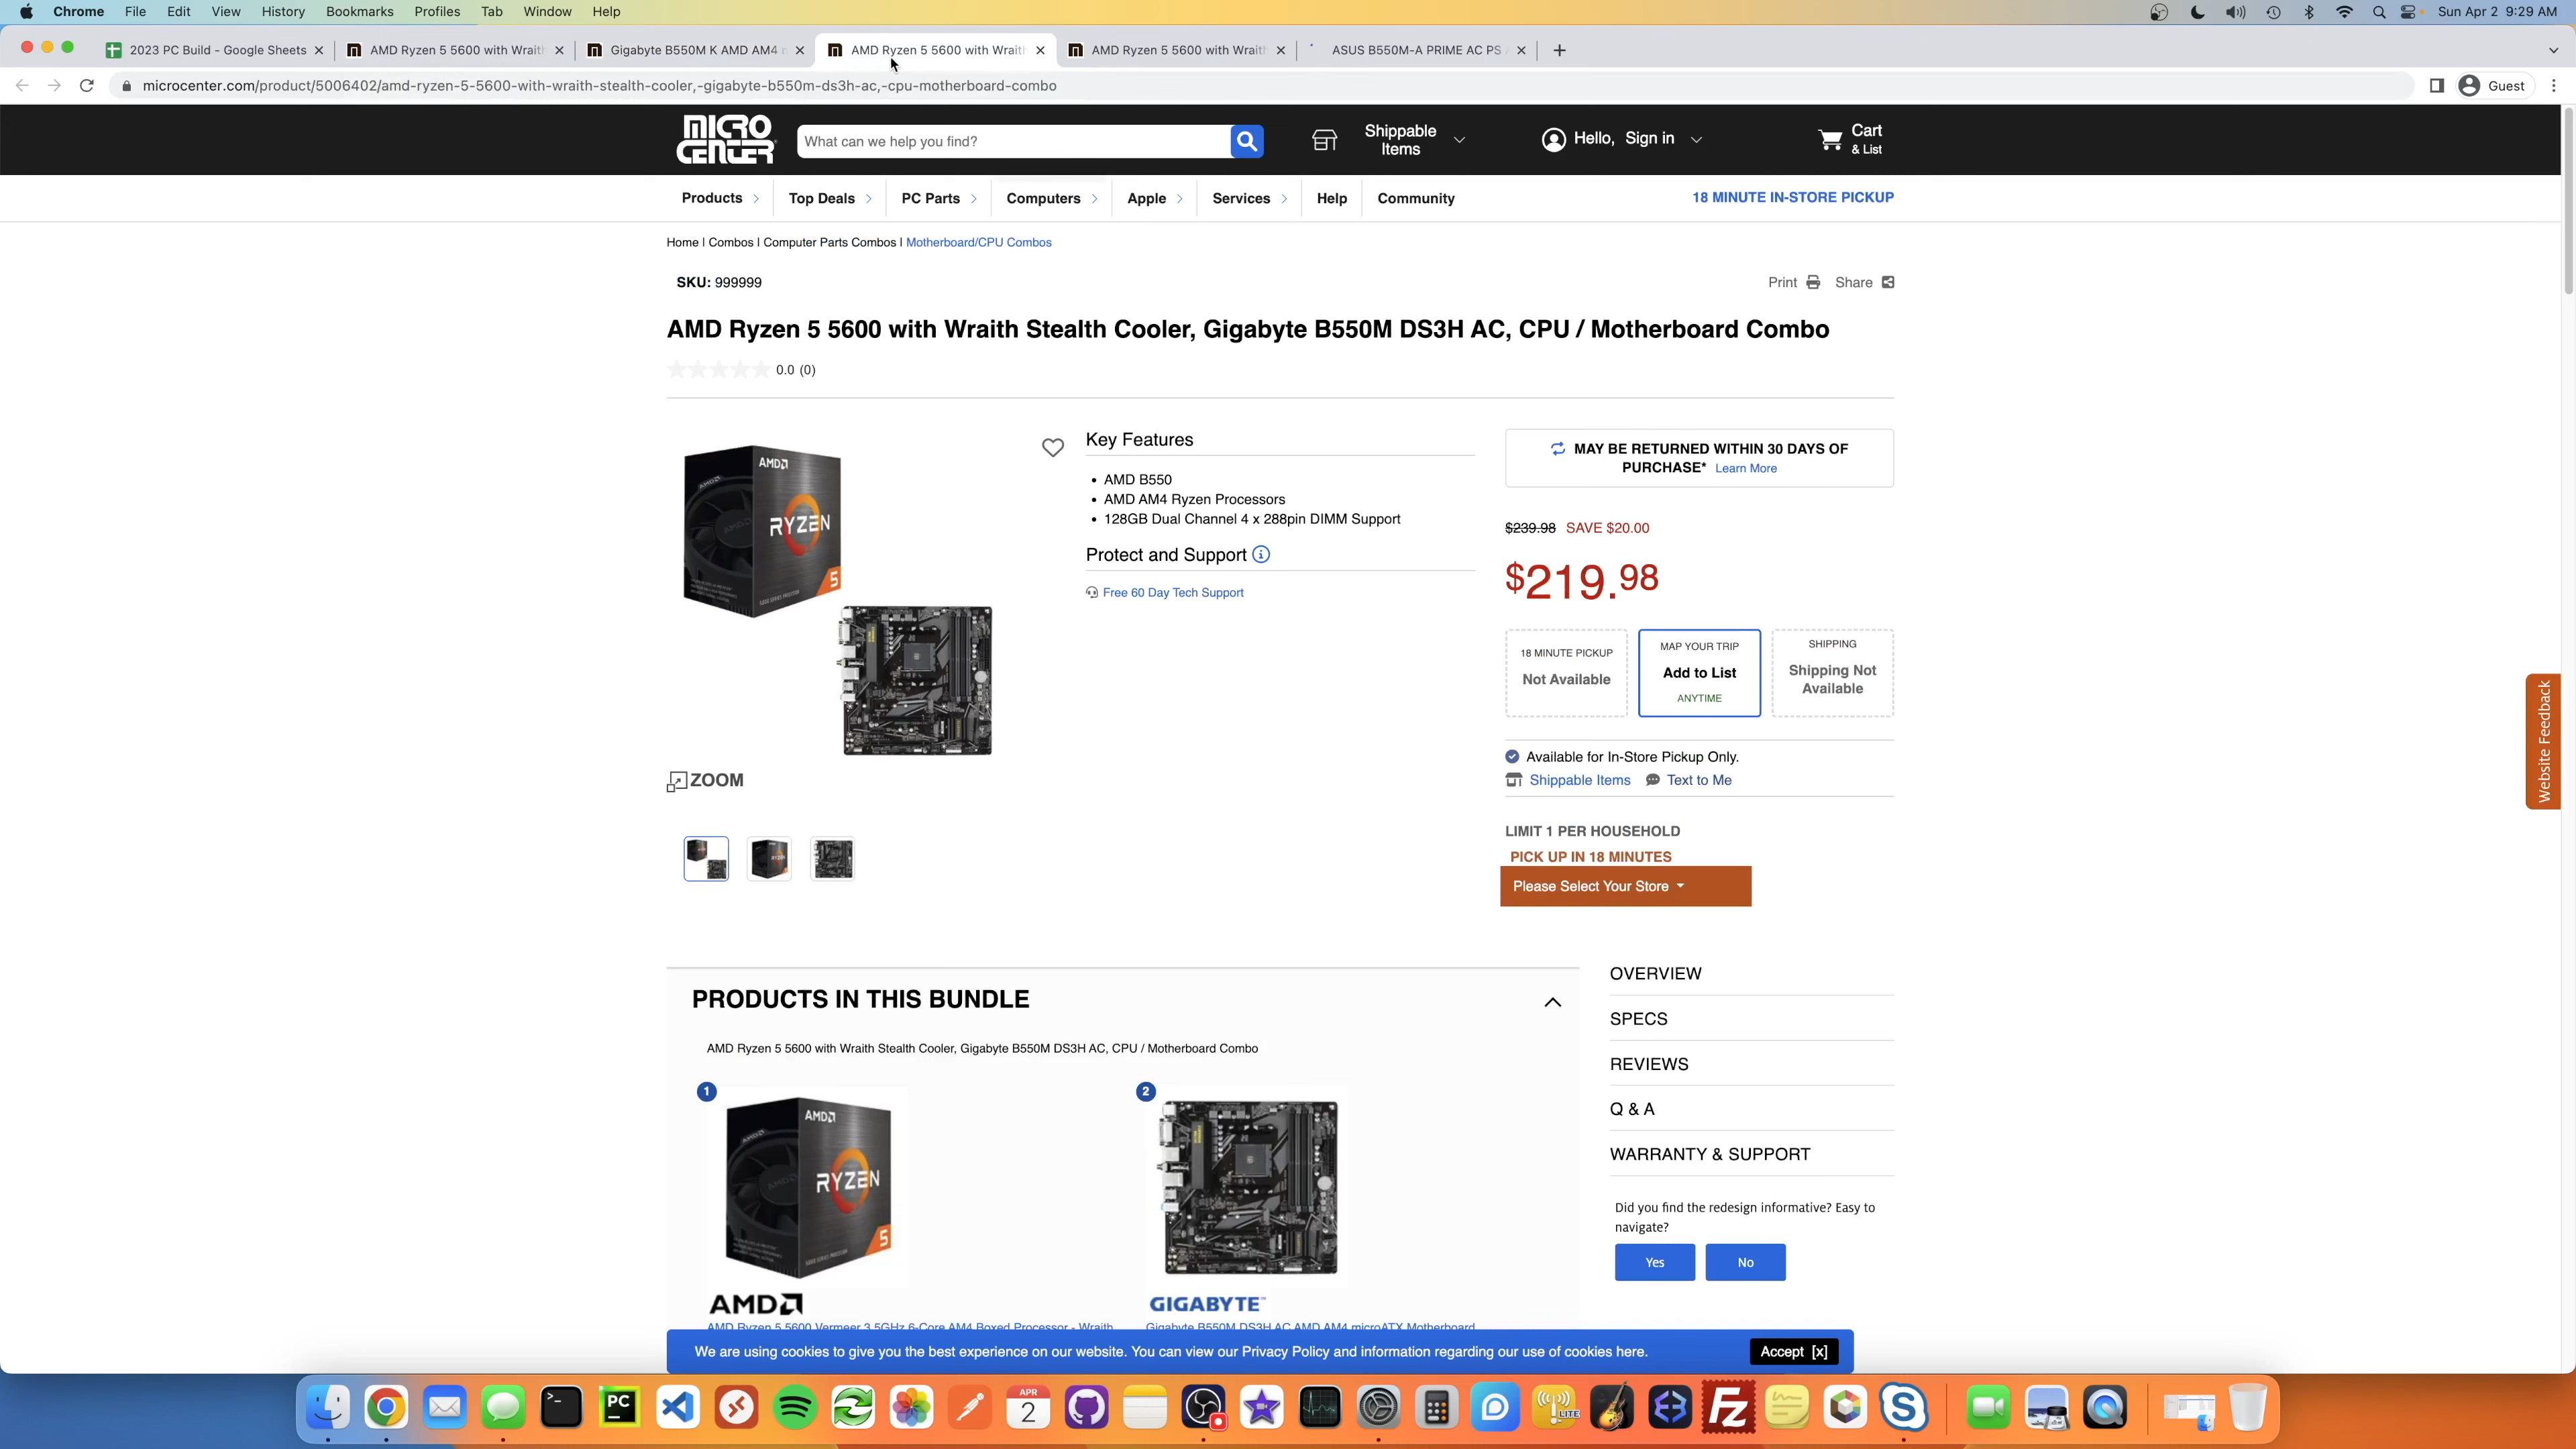 Chrome File Edit View History Bookmarks Profiles Tab Window Help
Sun Apr 2 9:29 AM
2023 PC Build - Google Sheets
AMD Ryzen 5 5600 with Wraith
Gigabyte B550M K AMD AM4
AMD Ryzen 5 5600 with Wraith
AMD Ryzen 5 5600 with Wraith
ASUS B550M-A PRIME AC PS
microcenter.com/product/5006402/amd-ryzen-5-5600-with-wraith-stealth-cooler,-gigabyte-b550m-ds3h-ac,-cpu-motherboard-combo
Guest
MICRO CENTER
What can we help you find?
Shippable
Items
Hello, Sign in
Cart
& List
Products
Top Deals
PC Parts
Computers
Apple
Services
Help
Community
18 MINUTE IN-STORE PICKUP
Home | Combos | Computer Parts Combos | Motherboard/CPU Combos
SKU: 999999
Print
Share
AMD Ryzen 5 5600 with Wraith Stealth Cooler, Gigabyte B550M DS3H AC, CPU / Motherboard Combo
0.0 (0)
AMD
RYZEN
5
ZOOM
Key Features
• AMD B550
• AMD AM4 Ryzen Processors
• 128GB Dual Channel 4 x 288pin DIMM Support
Protect and Support
Free 60 Day Tech Support
MAY BE RETURNED WITHIN 30 DAYS OF
PURCHASE* Learn More
$239.98 SAVE $20.00
$219.98
18 MINUTE PICKUP
Not Available
MAP YOUR TRIP
Add to List
ANYTIME
SHIPPING
Shipping Not
Available
Available for In-Store Pickup Only.
Shippable Items
Text to Me
LIMIT 1 PER HOUSEHOLD
PICK UP IN 18 MINUTES
Please Select Your Store
Website Feedback
PRODUCTS IN THIS BUNDLE
AMD Ryzen 5 5600 with Wraith Stealth Cooler, Gigabyte B550M DS3H AC, CPU / Motherboard Combo
1
AMD
RYZEN
5
AMD
AMD Ryzen 5 5600 Vermeer 3.5GHz 6-Core AM4 Boxed Processor - Wraith
2
GIGABYTE™
Gigabyte B550M DS3H AC AMD AM4 microATX Motherboard
OVERVIEW
SPECS
REVIEWS
Q & A
WARRANTY & SUPPORT
Did you find the redesign informative? Easy to
navigate?
Yes
No
We are using cookies to give you the best experience on our website. You can view our Privacy Policy and information regarding our use of cookies here.
Accept [x]
PC
APR
2
LITE
Fz